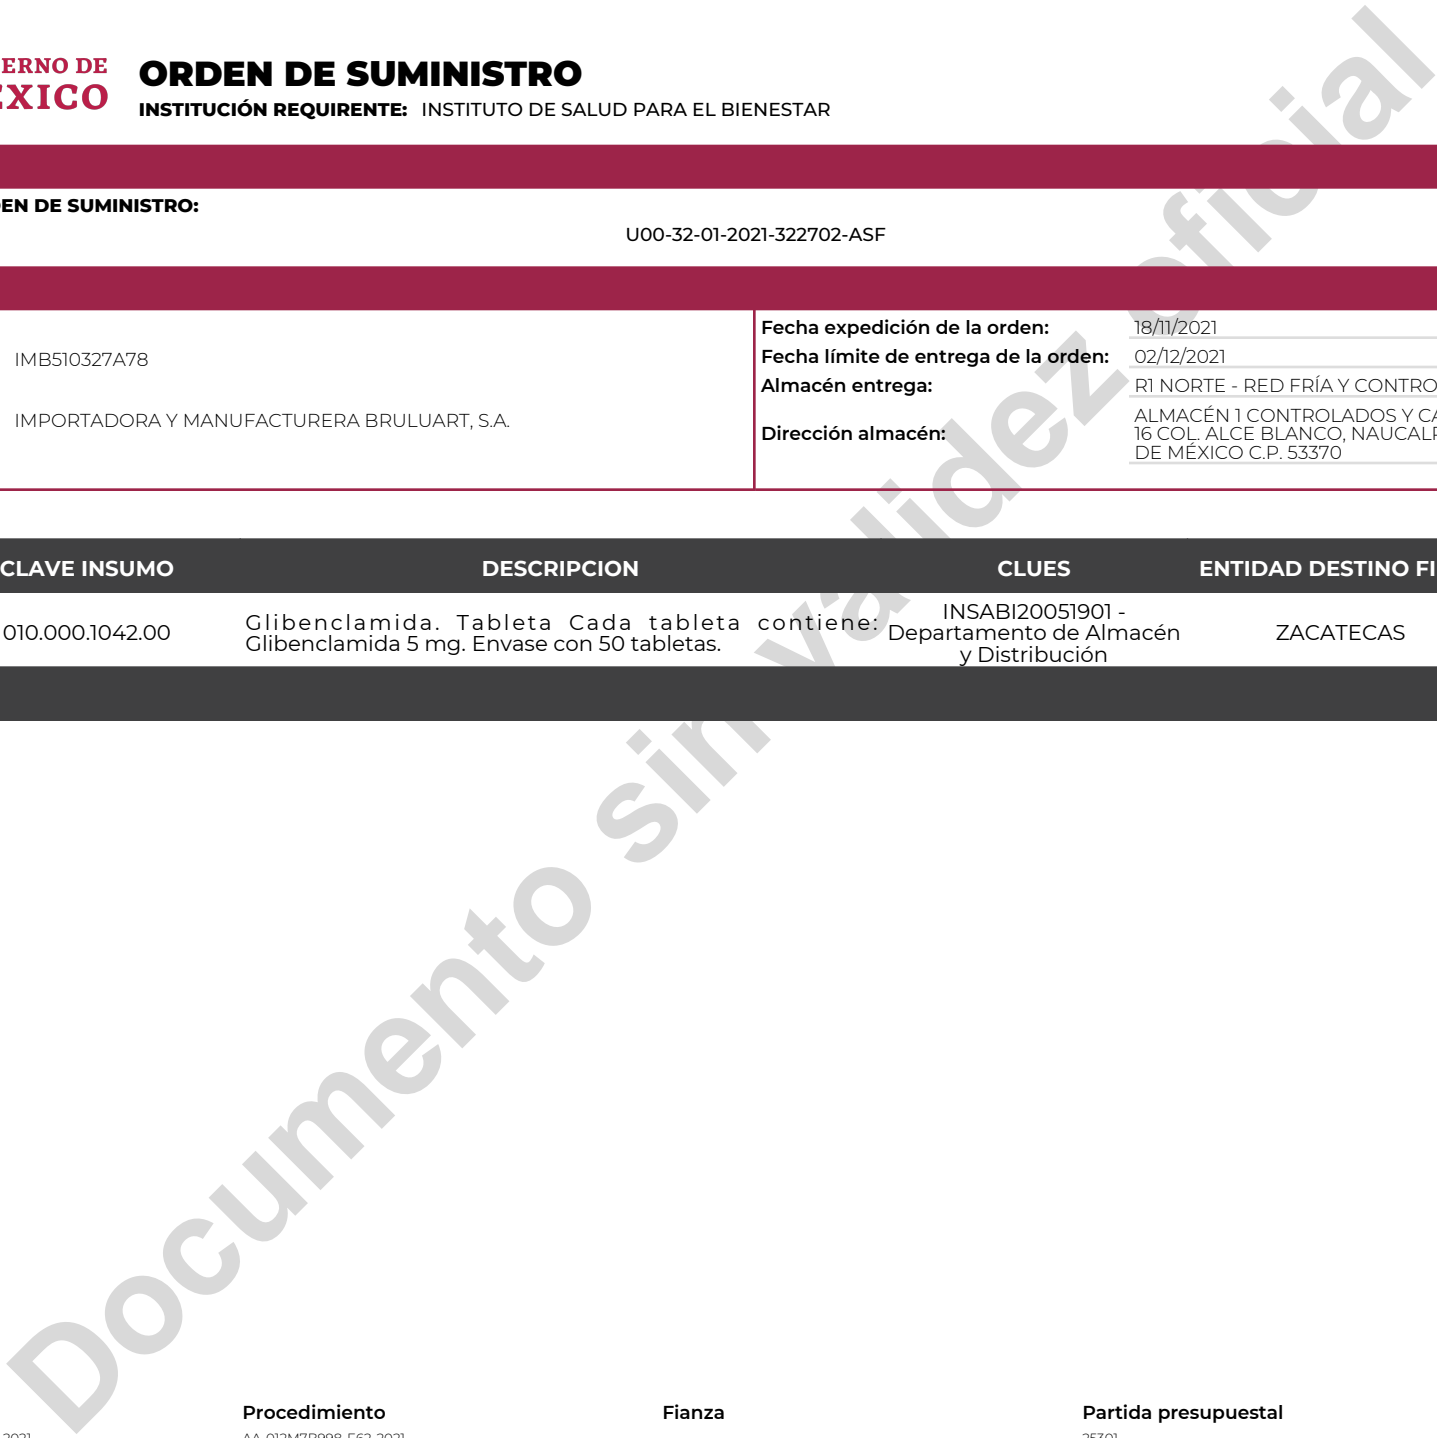 ORDEN DE SUMINISTRO
INSTITUCIÓN REQUIRENTE: INSTITUTO DE SALUD PARA EL BIENESTAR
DE
MINISTRO:
U00-32-01-2021-322702-ASF
IMB510327A78
IMPORTADORA Y MANUFACTURERA BRULUART, S.A.
Fecha expedición de la orden: 18/11/2021
Fecha límite de entrega de la orden: 02/12/2021
Almacén entrega: R1 NORTE - RED FRÍA Y CONTRO
Dirección almacén: ALMACÉN 1 CONTROLADOS Y CA
16 COL. ALCE BLANCO, NAUCALP
DE MÉXICO C.P. 53370
CLAVE INSUMO DESCRIPCION CLUES ENTIDAD DESTINO FI
010.000.1042.00
Glibenclamida. Tableta Cada tableta contiene:
Glibenclamida 5 mg. Envase con 50 tabletas.
INSABI20051901 -
Departamento de Almacén
y Distribución
ZACATECAS
Documento sin validez oficial
Procedimiento Fianza Partida presupuestal